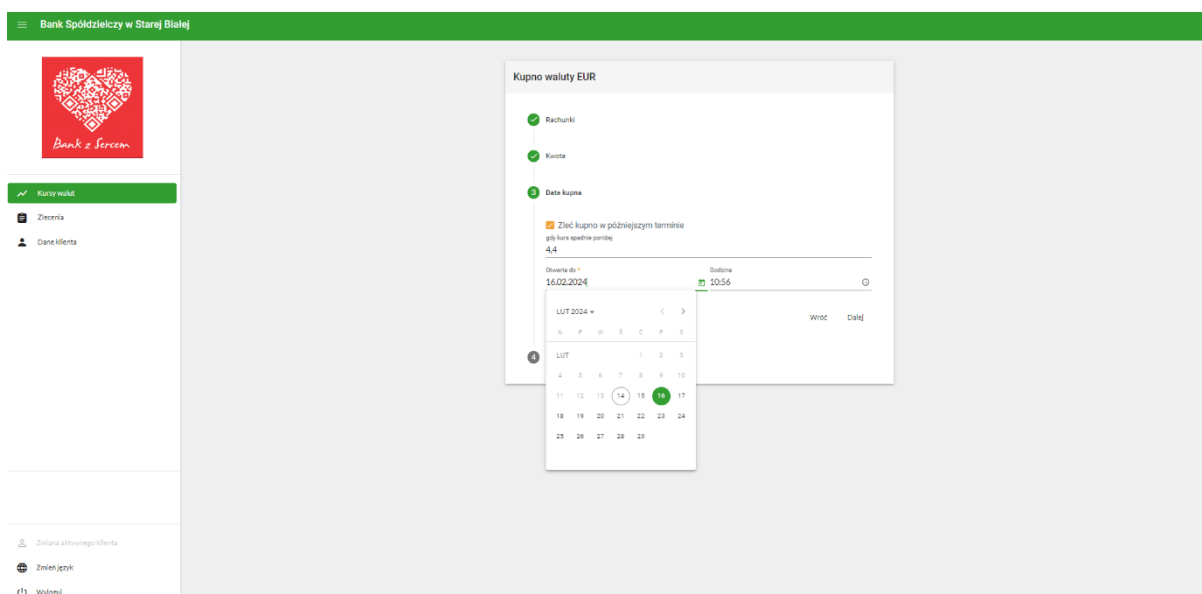 Bank Spółdzielczy w Starej Białej
Bank z Sercem
Kursy walut
Zlecenia
Dane klienta
Zmiana aktywnego klienta
Zmień język
Wyloguj
Kupno waluty EUR
Rachunki
Kwota
3 Data kupna
Zleć kupno w późniejszym terminie
gdy kurs spadnie poniżej
4,4
Otwarte do * Godzina
16.02.2024 10:56
LUT 2024
N P W Ś C P S
LUT 1 2 3
4 5 6 7 8 9 10
11 12 13 14 15 16 17
18 19 20 21 22 23 24
25 26 27 28 29
Wróć Dalej
4